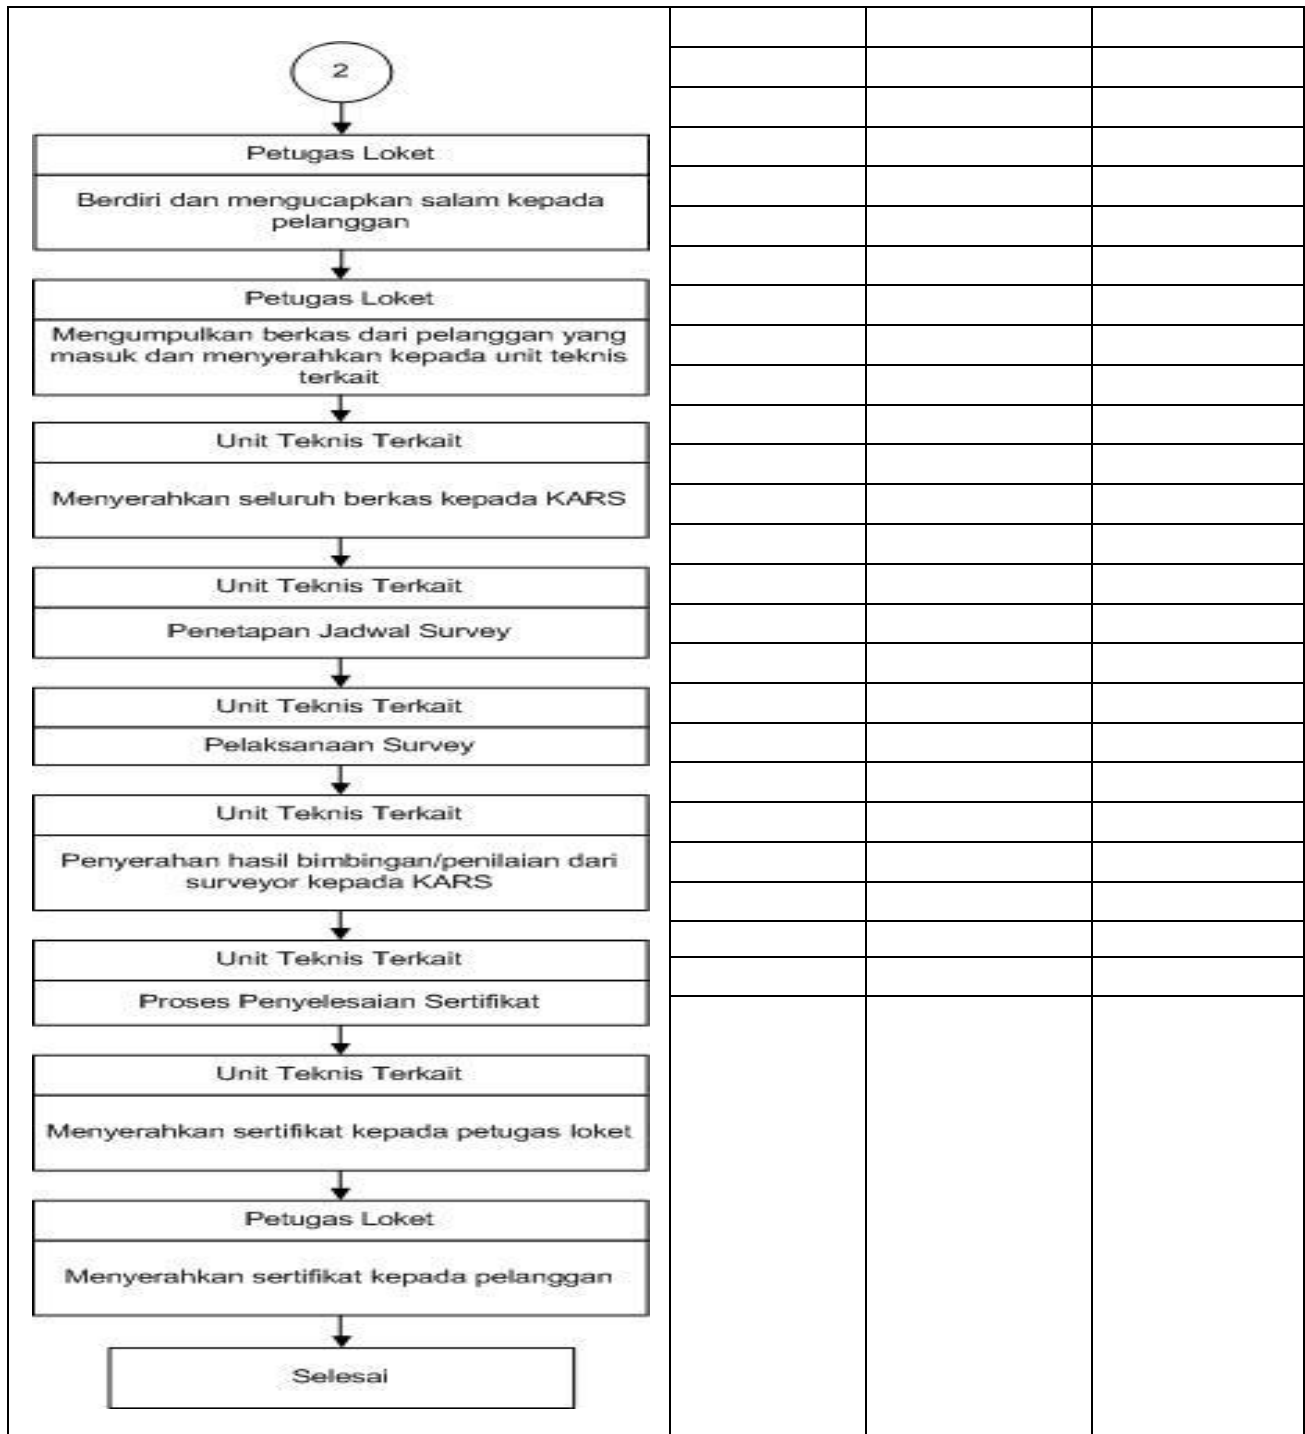 2
Petugas Loket
Berdiri dan mengucapkan salam kepada
pelanggan
Petugas Loket
Mengumpulkan berkas dari pelanggan yang
masuk dan menyerahkan kepada unit teknis
terkait
Unit Teknis Terkait
Menyerahkan seluruh berkas kepada KARS
Unit Teknis Terkait
Penetapan Jadwal Survey
Unit Teknis Terkait
Pelaksanaan Survey
Unit Teknis Terkait
Penyerahan hasil bimbingan/penilaian dari
surveyor kepada KARS
Unit Teknis Terkait
Proses Penyelesaian Sertifikat
Unit Teknis Terkait
Menyerahkan sertifikat kepada petugas loket
Petugas Loket
Menyerahkan sertifikat kepada pelanggan
Selesai